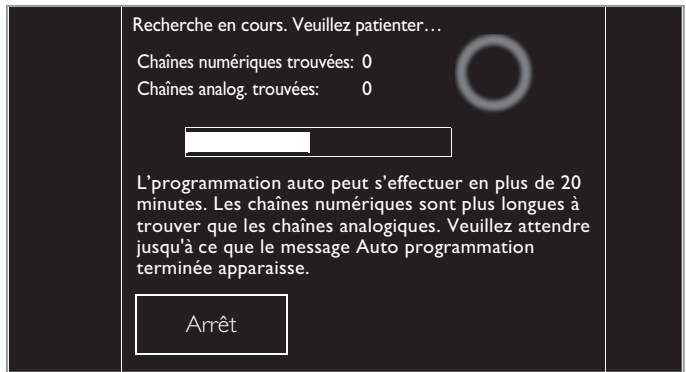 Recherche en cours. Veuillez patienter…
Chaînes numériques trouvées: 0
Chaînes analog. trouvées: 0
L'programmation auto peut s'effectuer en plus de 20
minutes. Les chaînes numériques sont plus longues à
trouver que les chaînes analogiques. Veuillez attendre
jusqu'à ce que le message Auto programmation
terminée apparaisse.
Arrêt